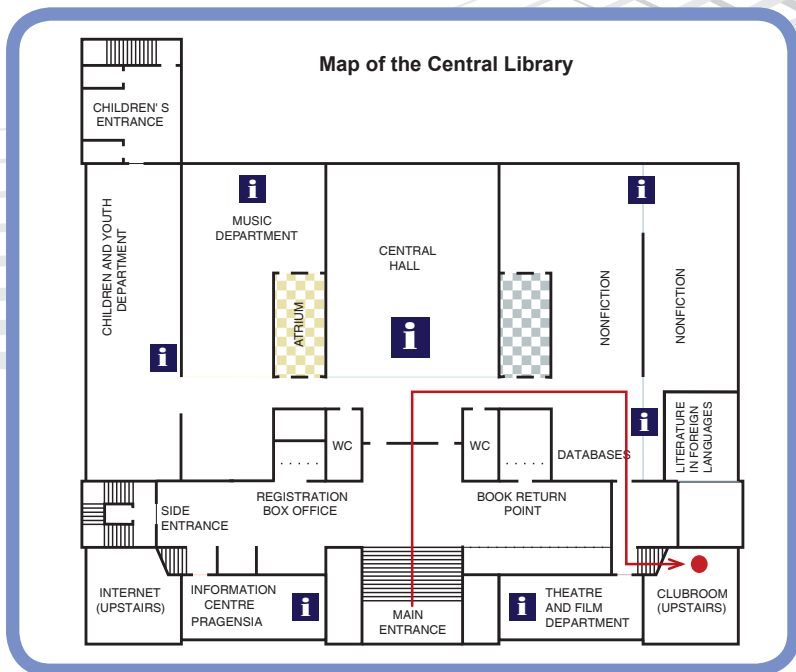 Map of the Central Library
CHILDREN' S
ENTRANCE
i
i
MUSIC
DEPARTMENT
CHILDREN AND YOUTH
DEPARTMENT
CENTRAL
HALL
ATRIUM
NONFICTION
NONFICTION
i
i
LITERATURE
IN FOREIGN
LANGUAGES
i
WC
WC
DATABASES
REGISTRATION
BOX OFFICE
BOOK RETURN
POINT
SIDE
ENTRANCE
INTERNET
(UPSTAIRS)
INFORMATION
CENTRE
PRAGENSIA
i
MAIN
ENTRANCE
i
THEATRE
AND FILM
DEPARTMENT
CLUBROOM
(UPSTAIRS)